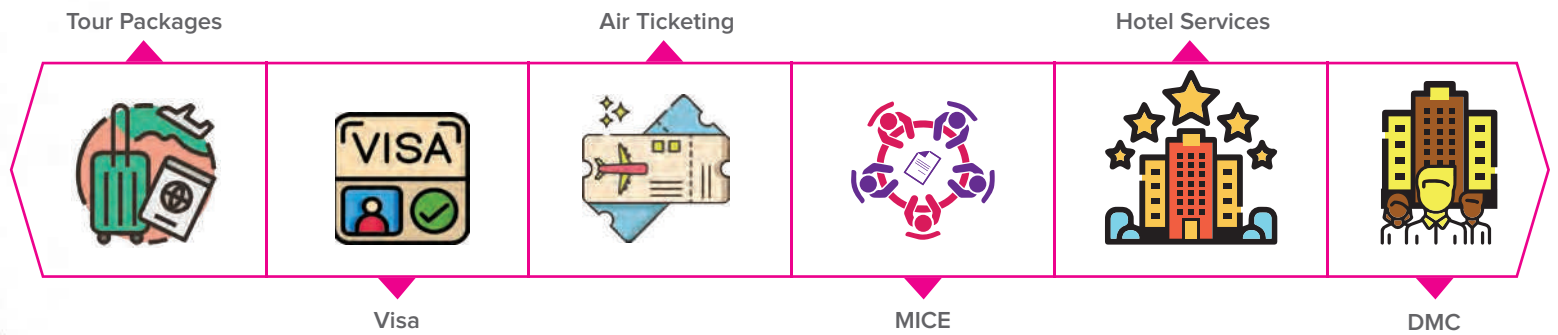 Tour Packages
Air Ticketing
Hotel Services
VISA
Visa
MICE
DMC